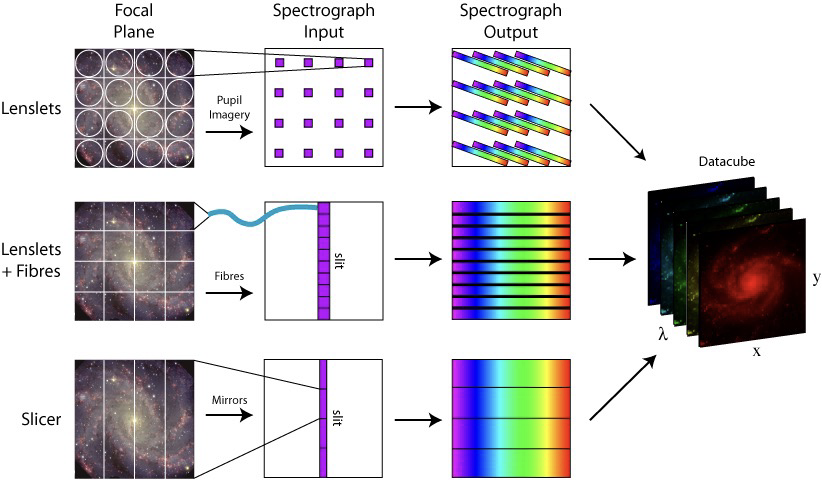 Focal
Plane
Spectrograph
Input
Spectrograph
Output
Lenslets
Pupil
Imagery
Datacube
Lenslets
+ Fibres
Fibres
slit
y
λ
x
Slicer
Mirrors
slit